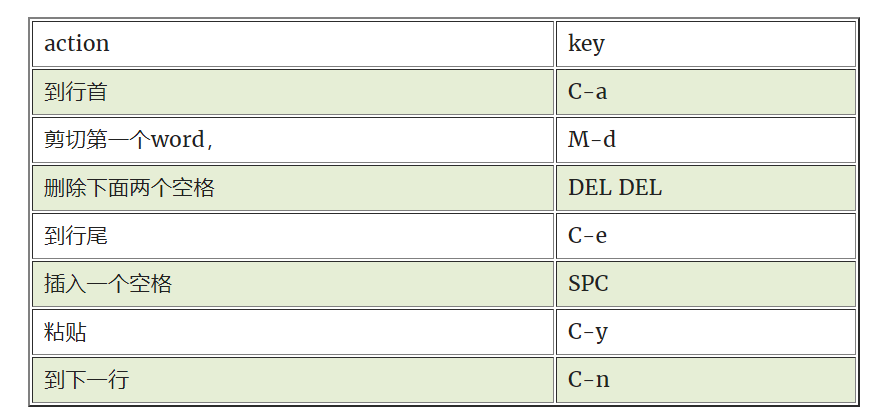 action key
到行首 C-a
剪切第一个word, M-d
删除下面两个空格 DEL DEL
到行尾 C-e
插入一个空格 SPC
粘贴 C-y
到下一行 C-n